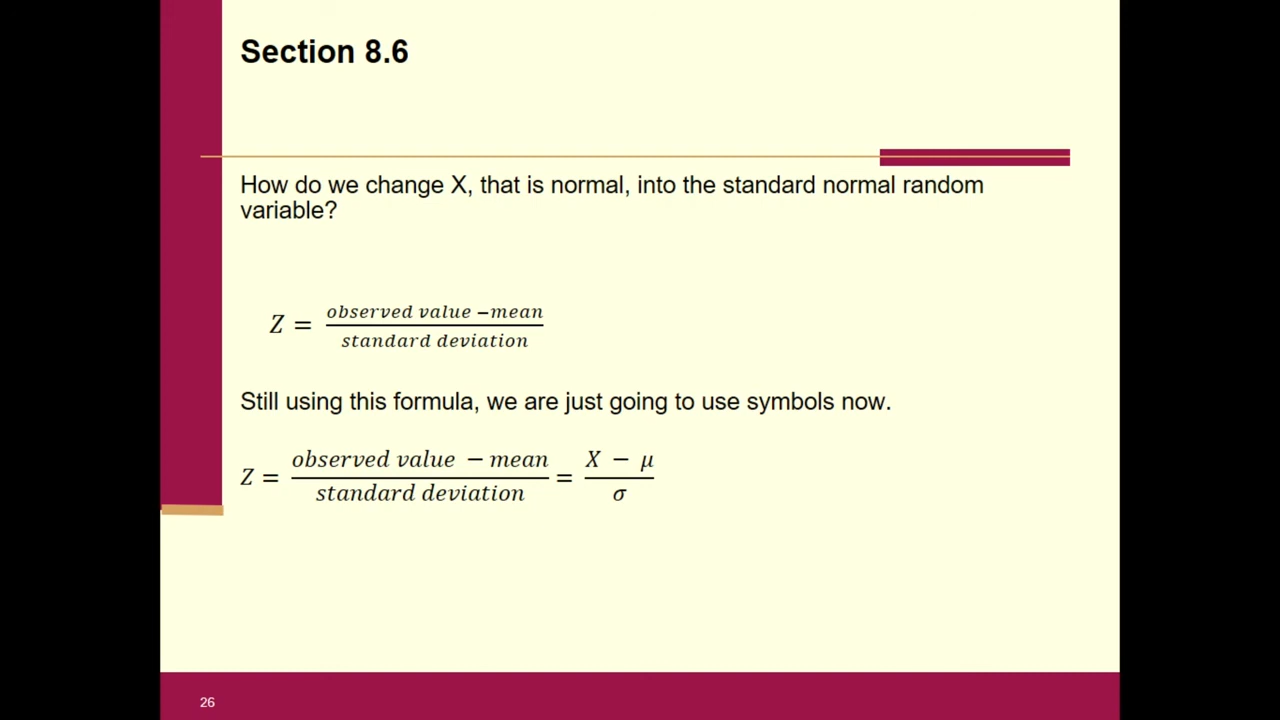 Section 8.6
How do we change X, that is normal, into the standard normal random
variable?
Z = observed value −mean / standard deviation
Still using this formula, we are just going to use symbols now.
Z = observed value − mean / standard deviation = X − μ / σ
26